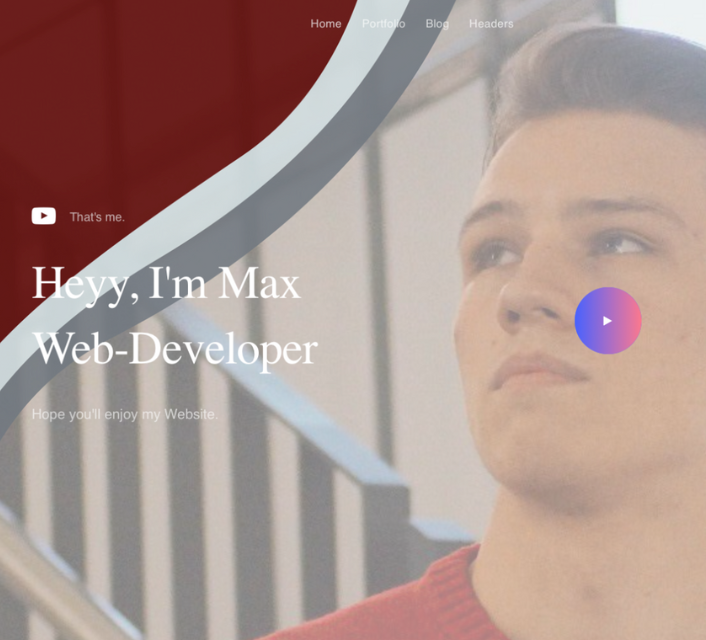 Home Portfolio Blog Headers
That's me.
Heyy, I'm Max
Web-Developer
Hope you'll enjoy my Website.